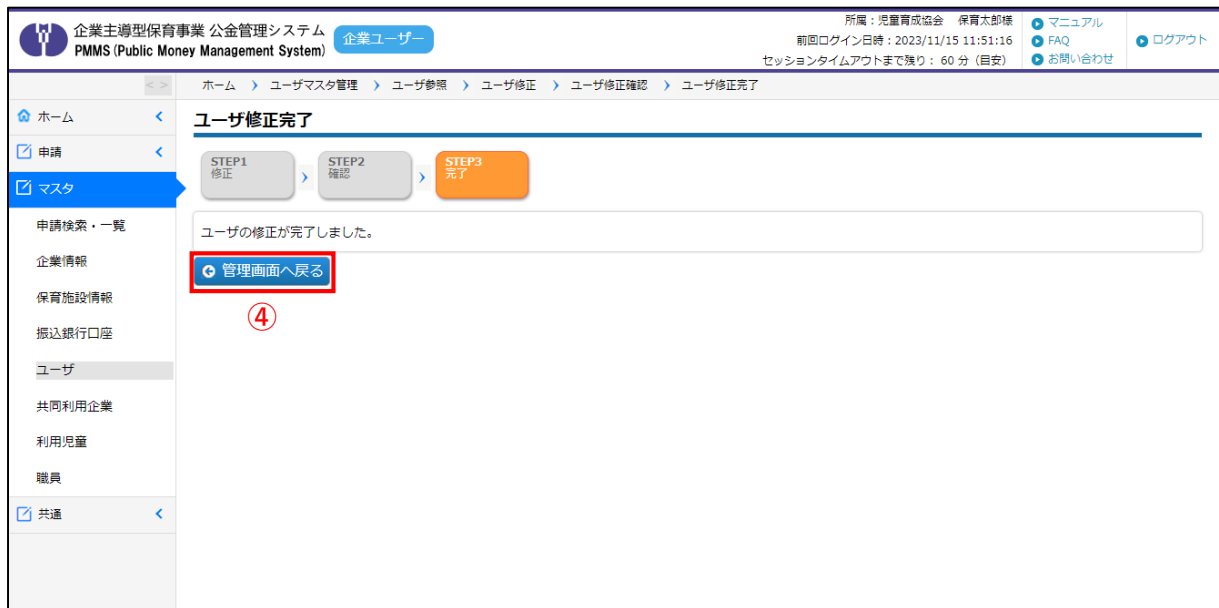 企業主導型保育事業 公金管理システム
PMMS (Public Money Management System)
企業ユーザー
所属：児童育成協会　保育太郎様
前回ログイン日時：2023/11/15 11:51:16
セッションタイムアウトまで残り： 60 分（目安）
マニュアル
FAQ
お問い合わせ
ログアウト
< >
ホーム 〉 ユーザマスタ管理 〉 ユーザ参照 〉 ユーザ修正 〉 ユーザ修正確認 〉 ユーザ修正完了
ホーム
申請
マスタ
申請検索・一覧
企業情報
保育施設情報
振込銀行口座
ユーザ
共同利用企業
利用児童
職員
共通
ユーザ修正完了
STEP1
修正
STEP2
確認
STEP3
完了
ユーザの修正が完了しました。
管理画面へ戻る
④